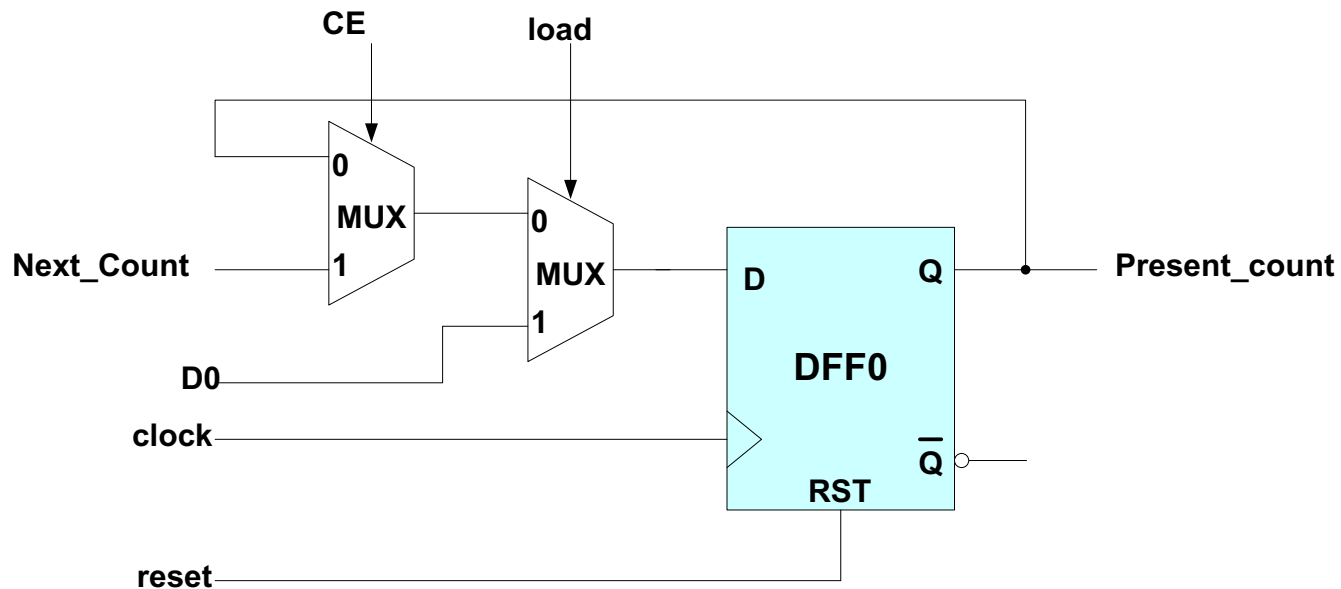 CE
load
0
MUX
1
0
MUX
1
Next_Count
D0
clock
reset
D
Q
DFF0
Q̅
RST
Present_count